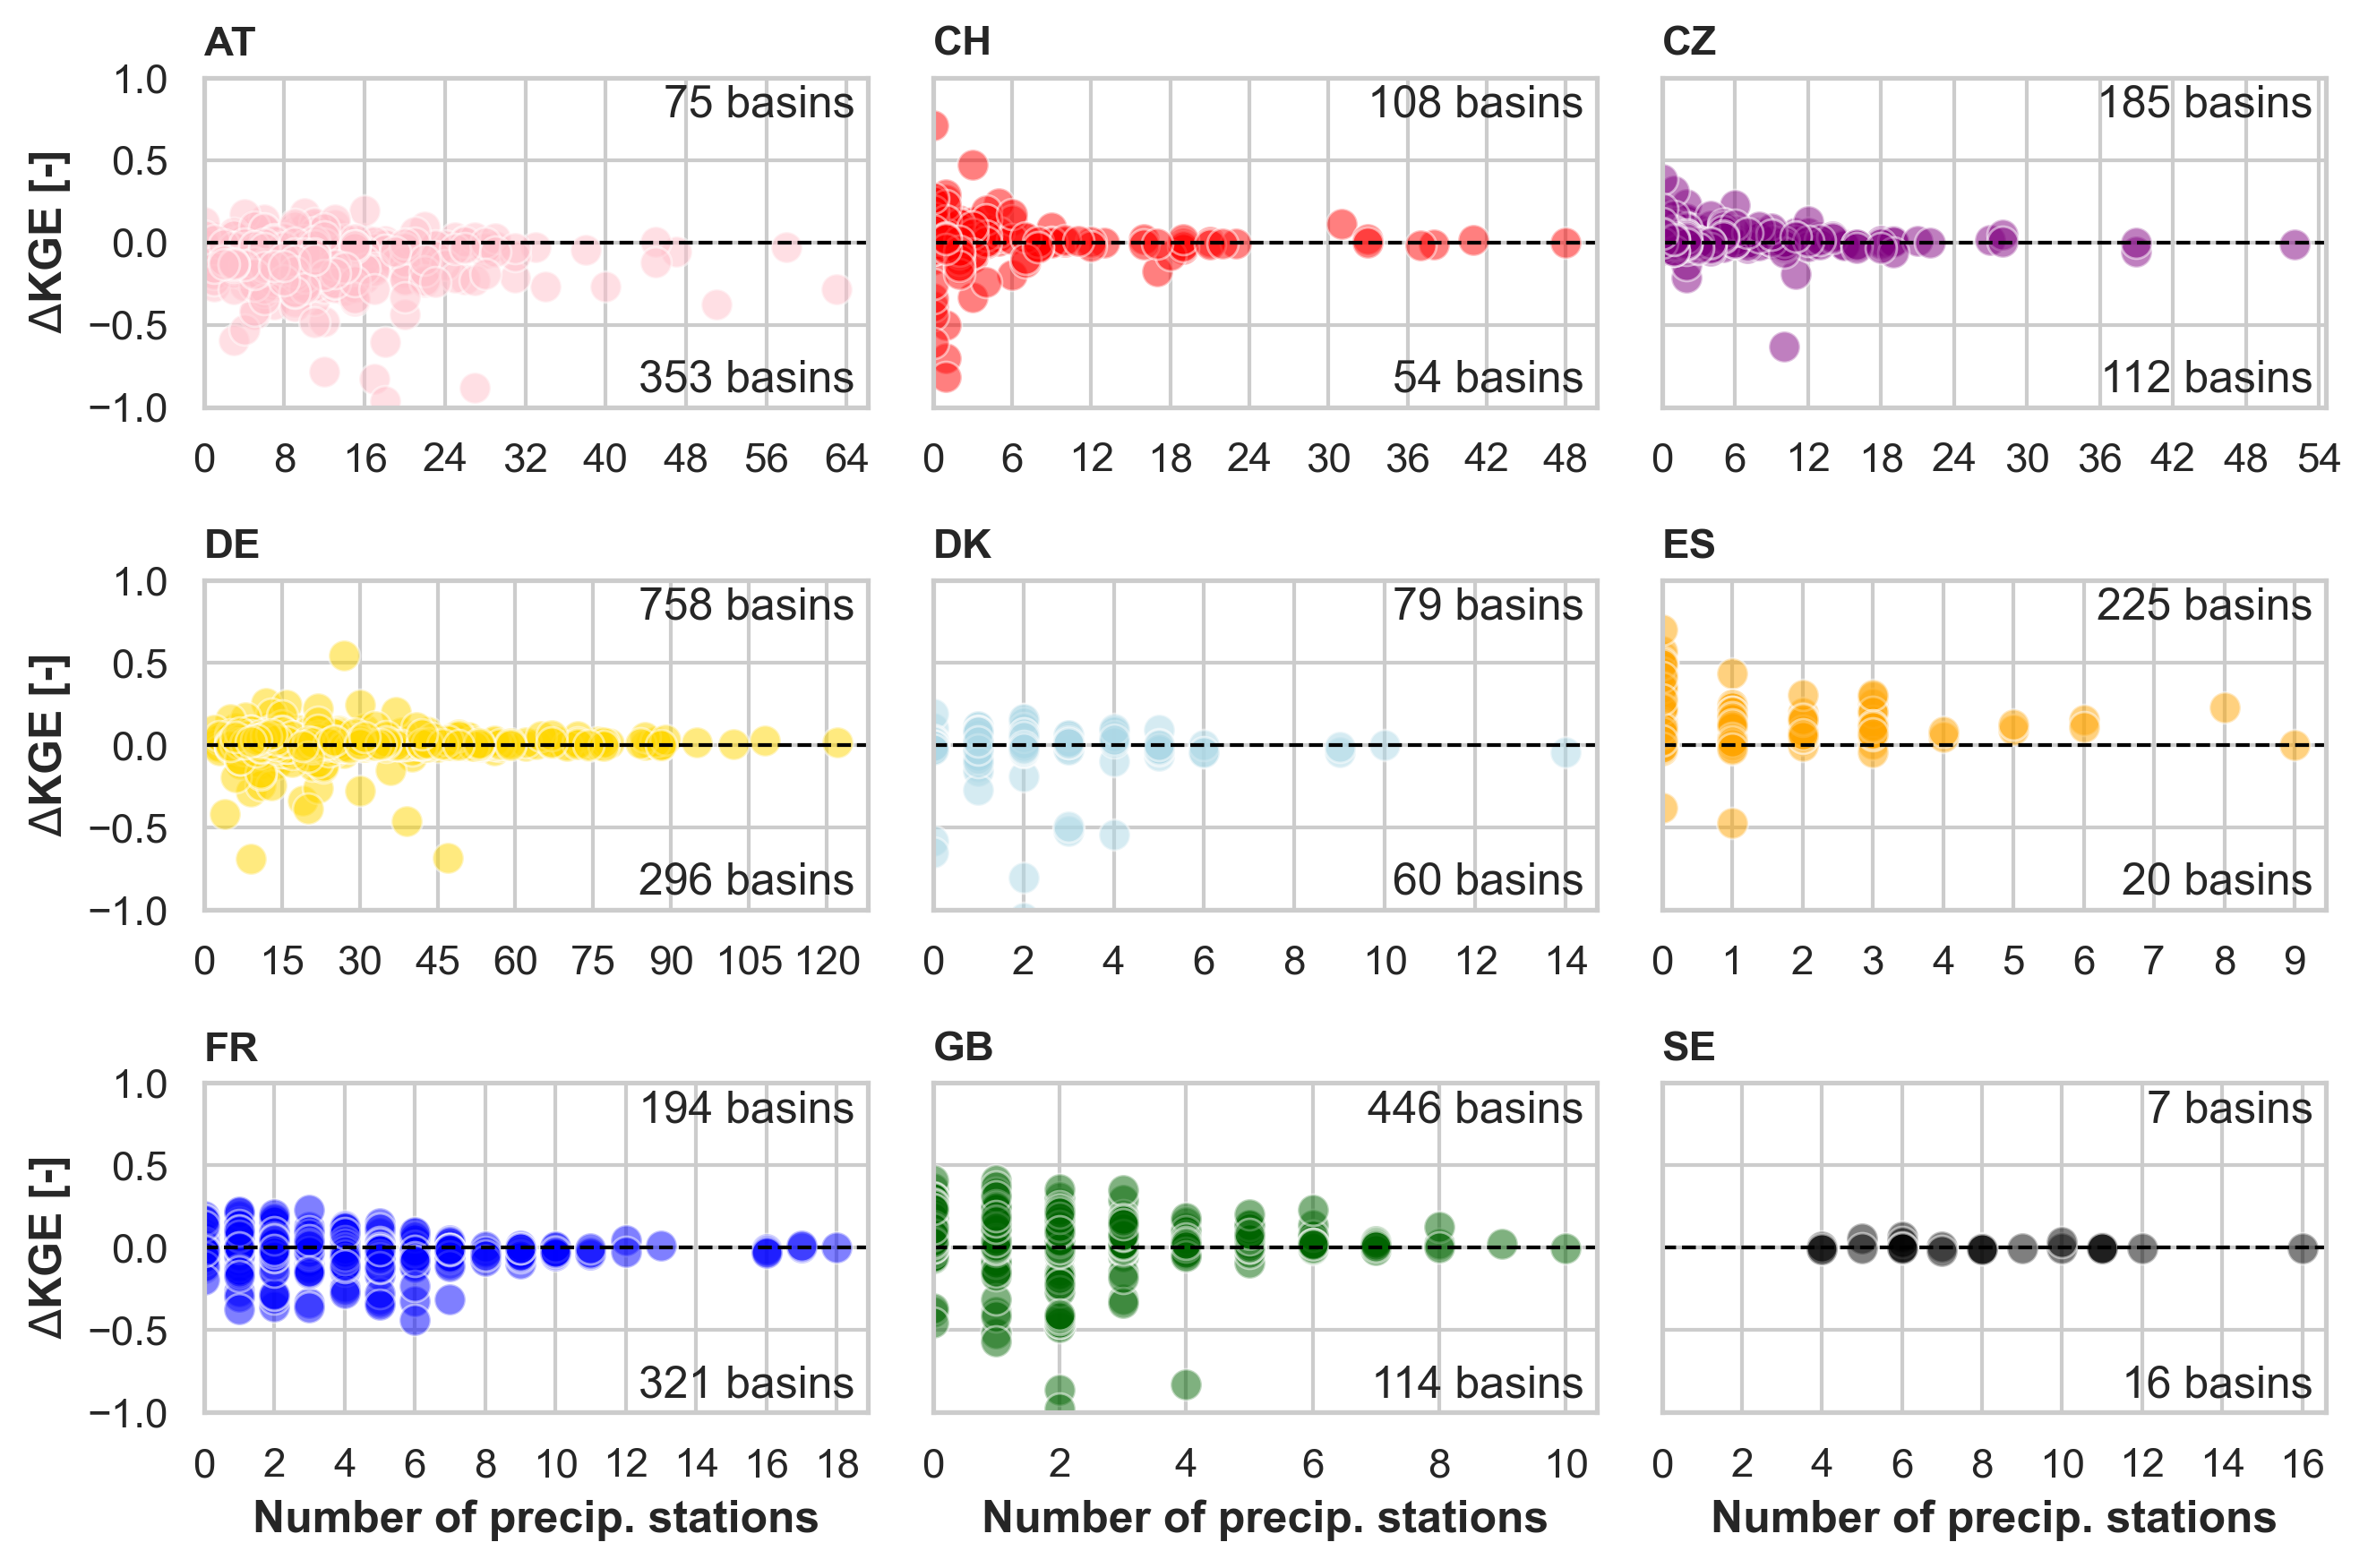 AT
CH
CZ
1.0
0.5
0.0
−0.5
−1.0
ΔKGE [-]
75 basins
353 basins
0 8 16 24 32 40 48 56 64
108 basins
54 basins
0 6 12 18 24 30 36 42 48
185 basins
112 basins
0 6 12 18 24 30 36 42 48 54
DE
DK
ES
1.0
0.5
0.0
−0.5
−1.0
ΔKGE [-]
758 basins
296 basins
0 15 30 45 60 75 90 105 120
79 basins
60 basins
0 2 4 6 8 10 12 14
225 basins
20 basins
0 1 2 3 4 5 6 7 8 9
FR
GB
SE
1.0
0.5
0.0
−0.5
−1.0
ΔKGE [-]
194 basins
321 basins
0 2 4 6 8 10 12 14 16 18
Number of precip. stations
446 basins
114 basins
0 2 4 6 8 10
Number of precip. stations
7 basins
16 basins
0 2 4 6 8 10 12 14 16
Number of precip. stations